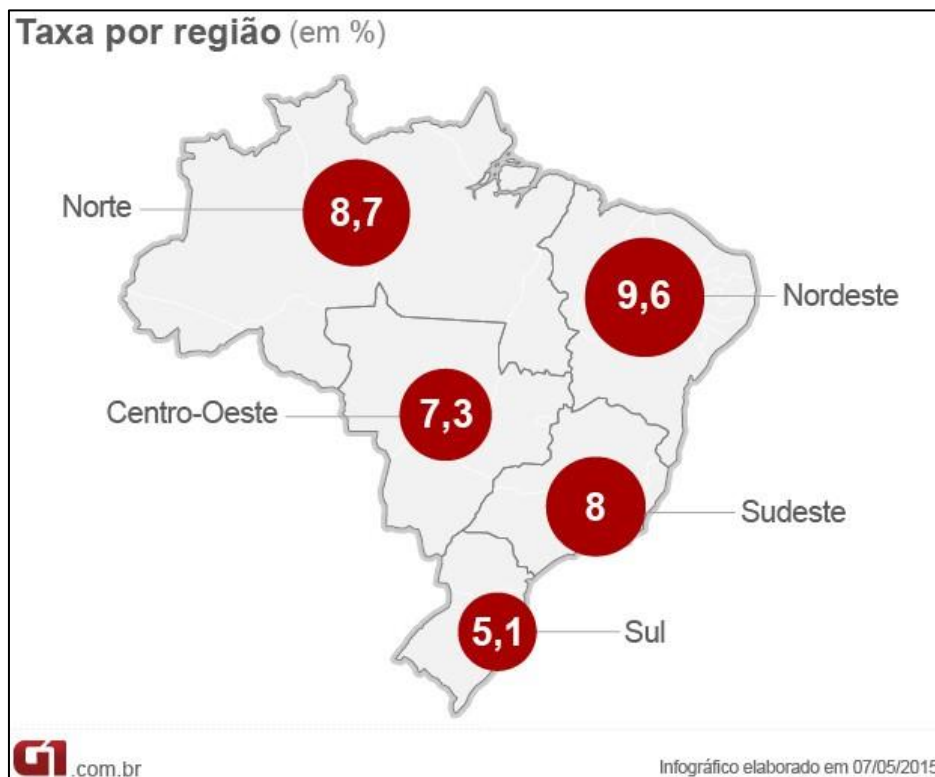 Taxa por região (em %)
Norte
8,7
9,6
Nordeste
Centro-Oeste
7,3
8
Sudeste
5,1
Sul
G1.com.br
Infográfico elaborado em 07/05/2015